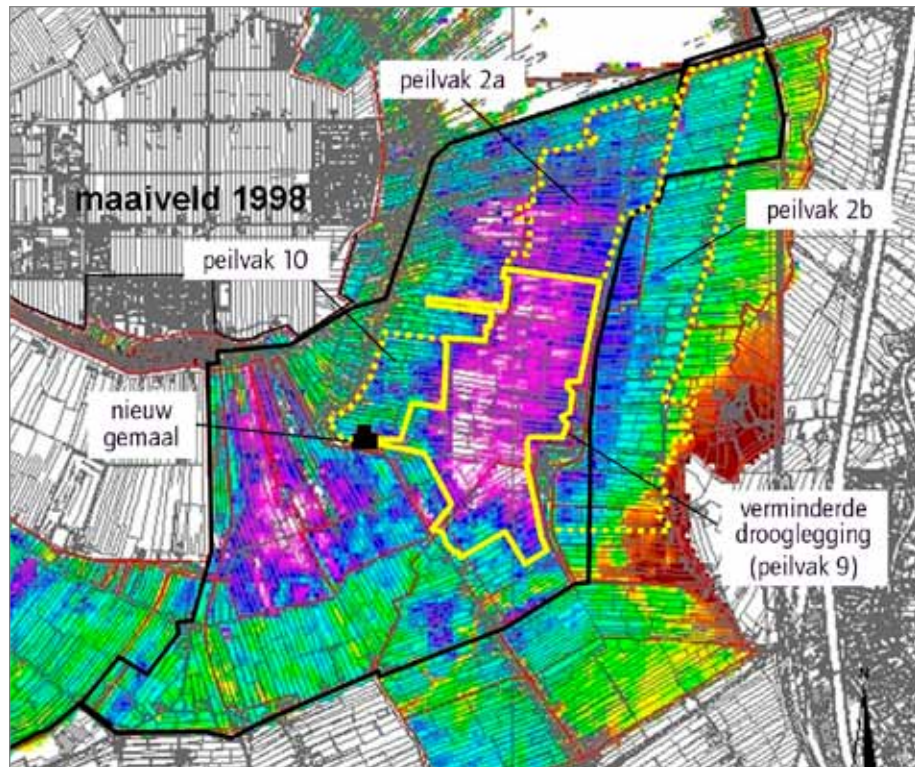 peilvak 2a
maaiveld 1998
peilvak 2b
peilvak 10
nieuw
gemaal
verminderde
drooglegging
(peilvak 9)
N